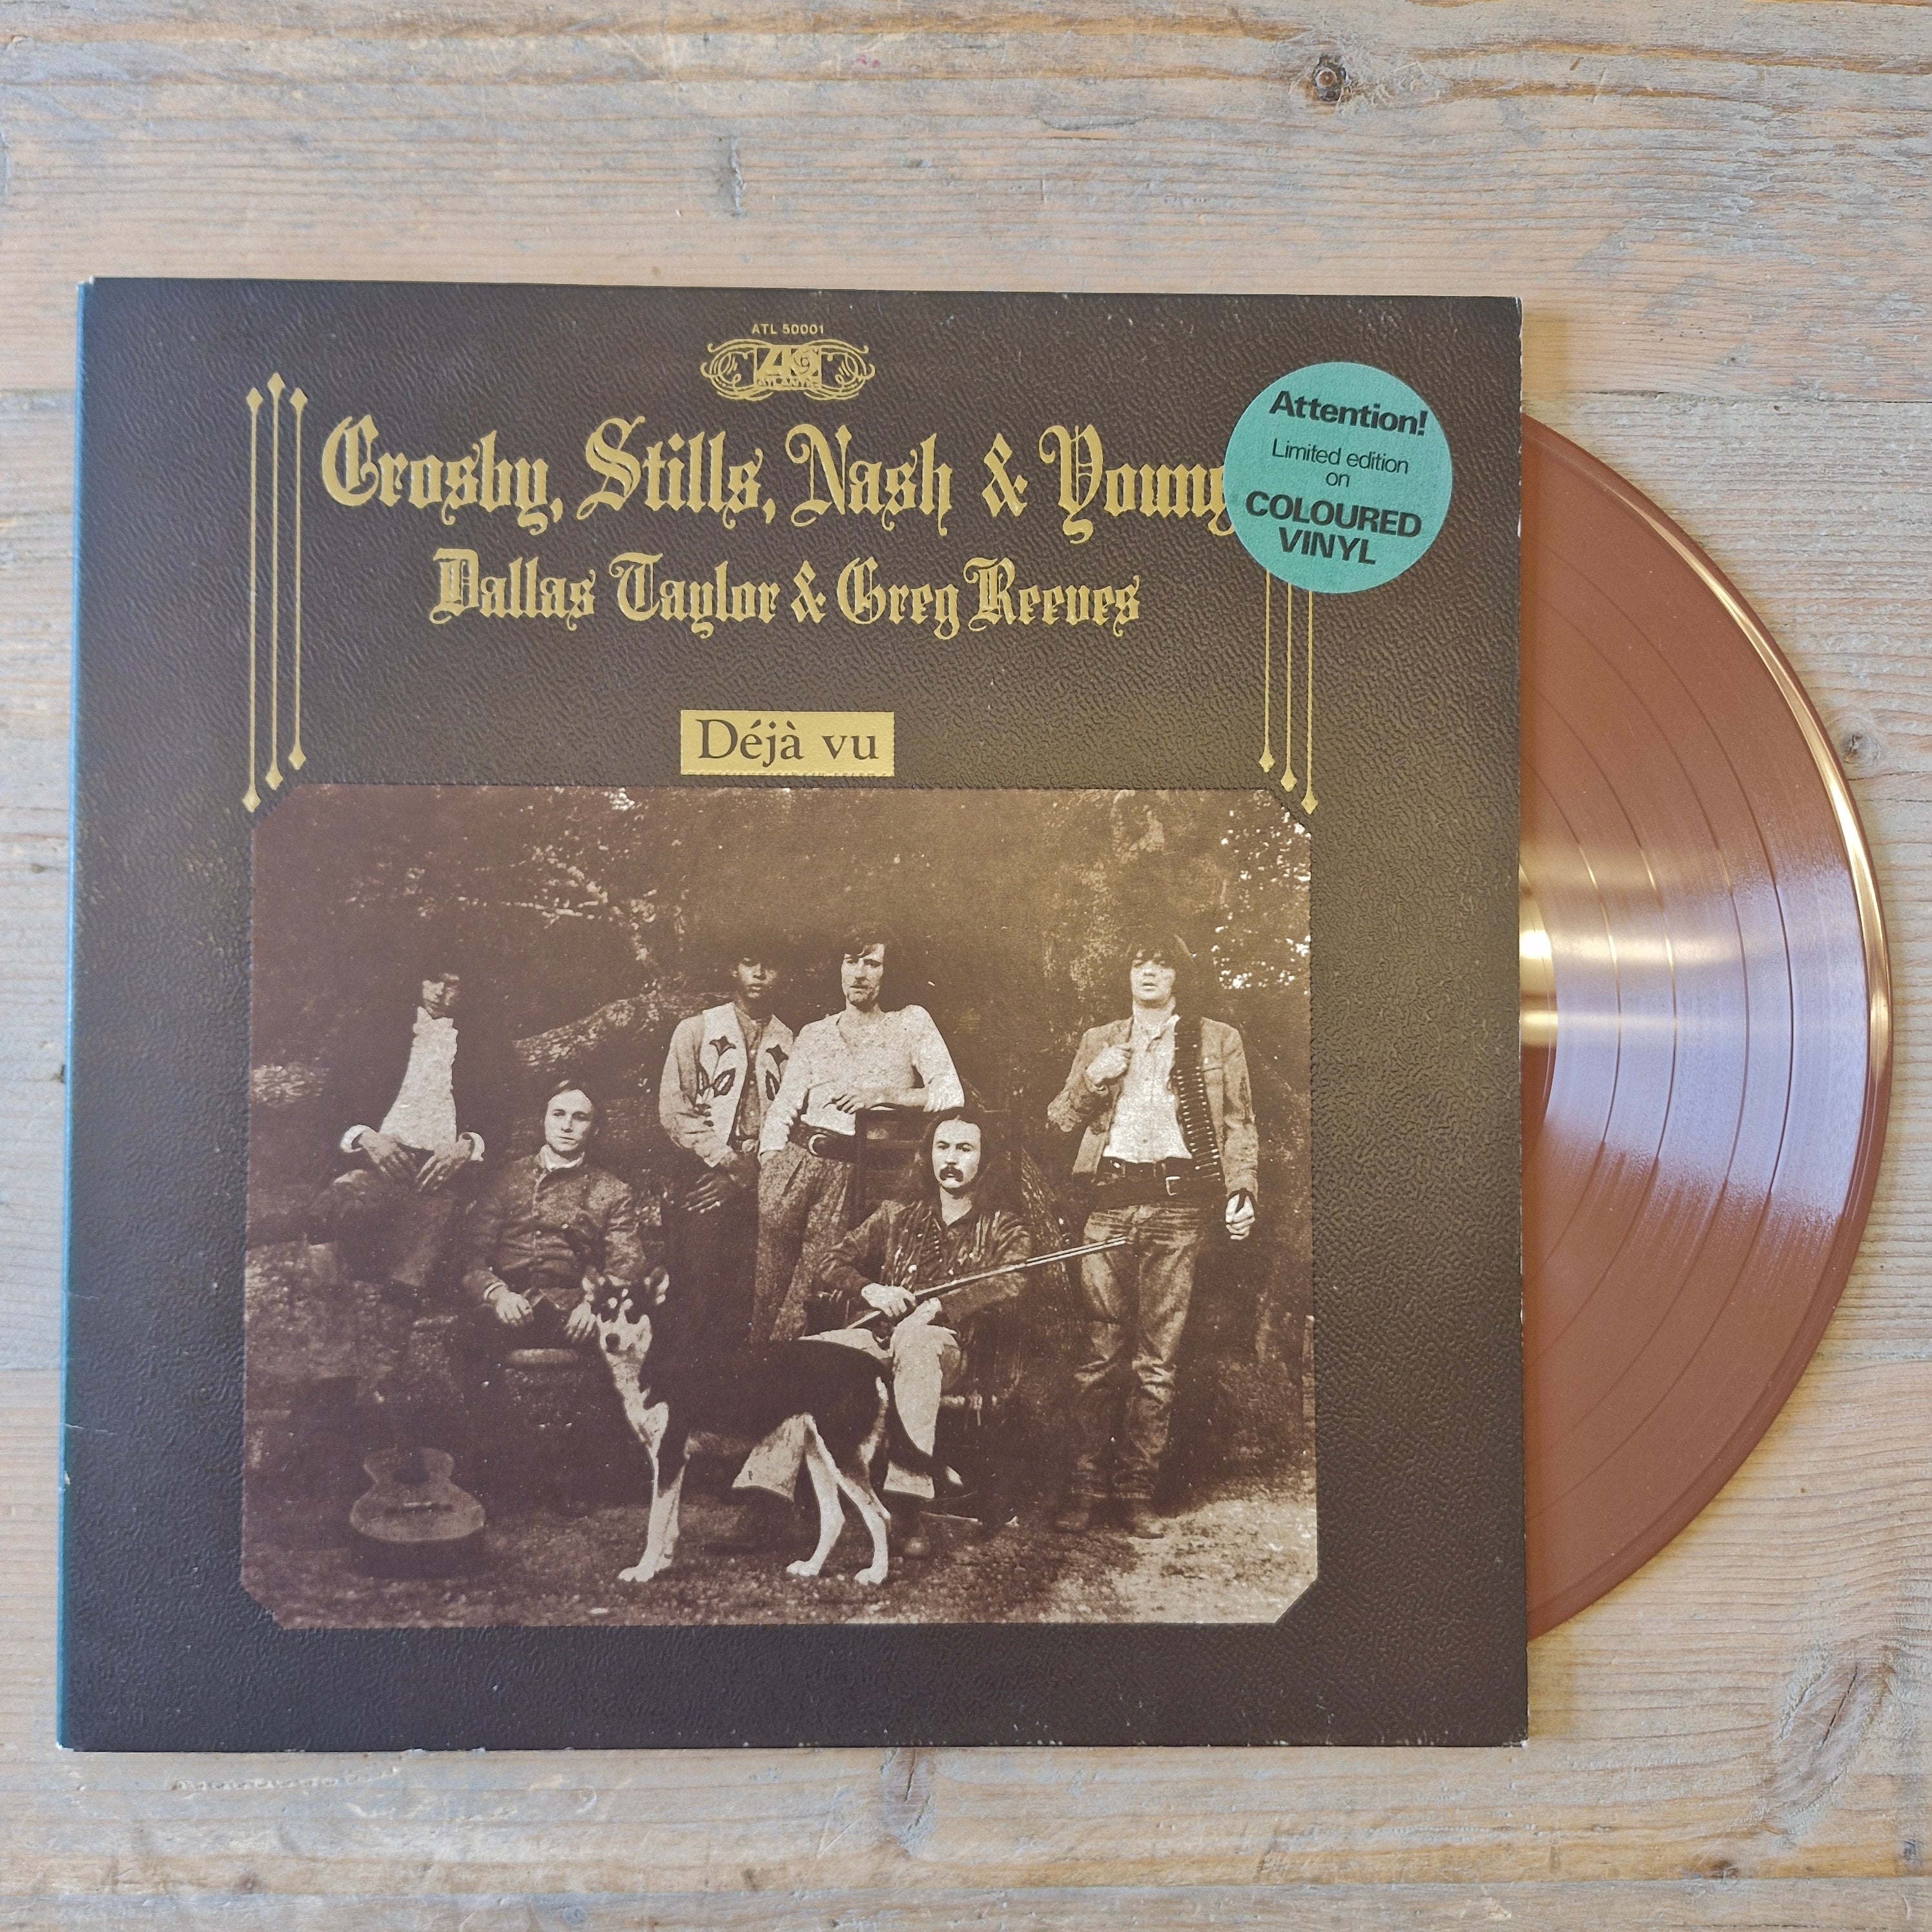 ATL 50001
ATLANTIC
Crosby, Stills, Nash & Young
Dallas Taylor & Greg Reeves
Attention!
Limited edition
on
COLOURED
VINYL
Déjà vu